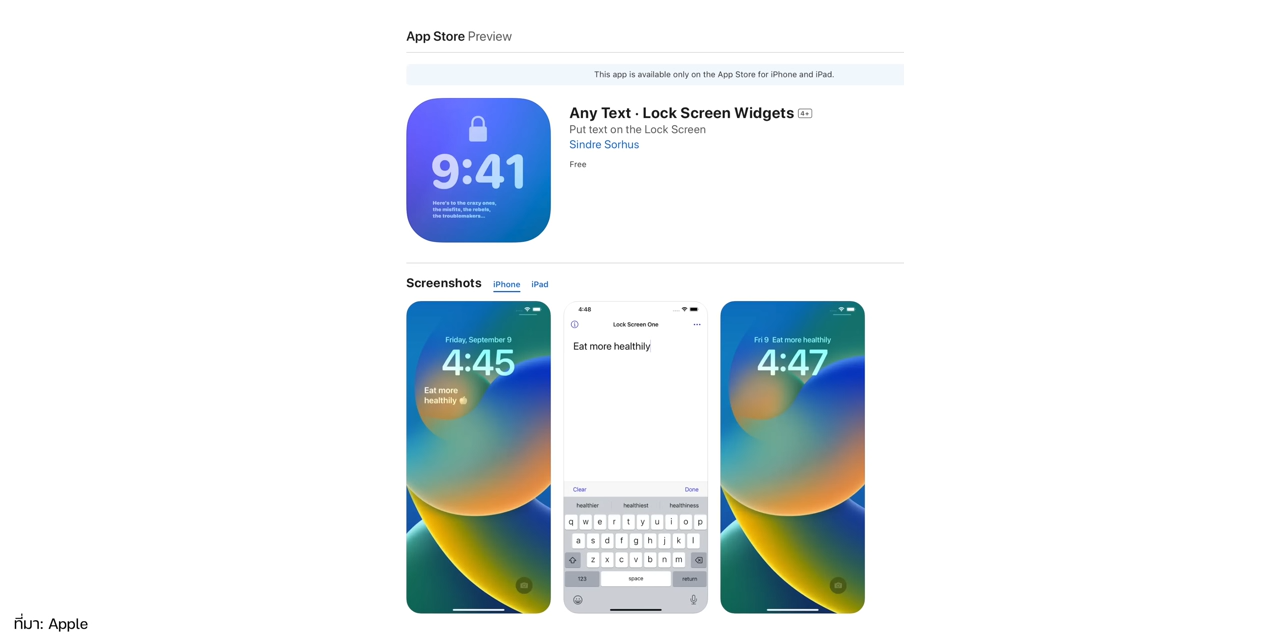 App Store Preview
This app is available only on the App Store for iPhone and iPad.
9:41
Here's to the crazy ones,
the misfits, the rebels,
the troublemakers...
Any Text · Lock Screen Widgets 4+
Put text on the Lock Screen
Sindre Sorhus
Free
Screenshots iPhone iPad
Friday, September 9
4:45
Eat more
healthily
4:48
Lock Screen One
Eat more healthily
Clear Done
healthier healthiest healthiness
q w e r t y u i o p
a s d f g h j k l
z x c v b n m
123 space return
Fri 9 Eat more healthily
4:47
ที่มา: Apple